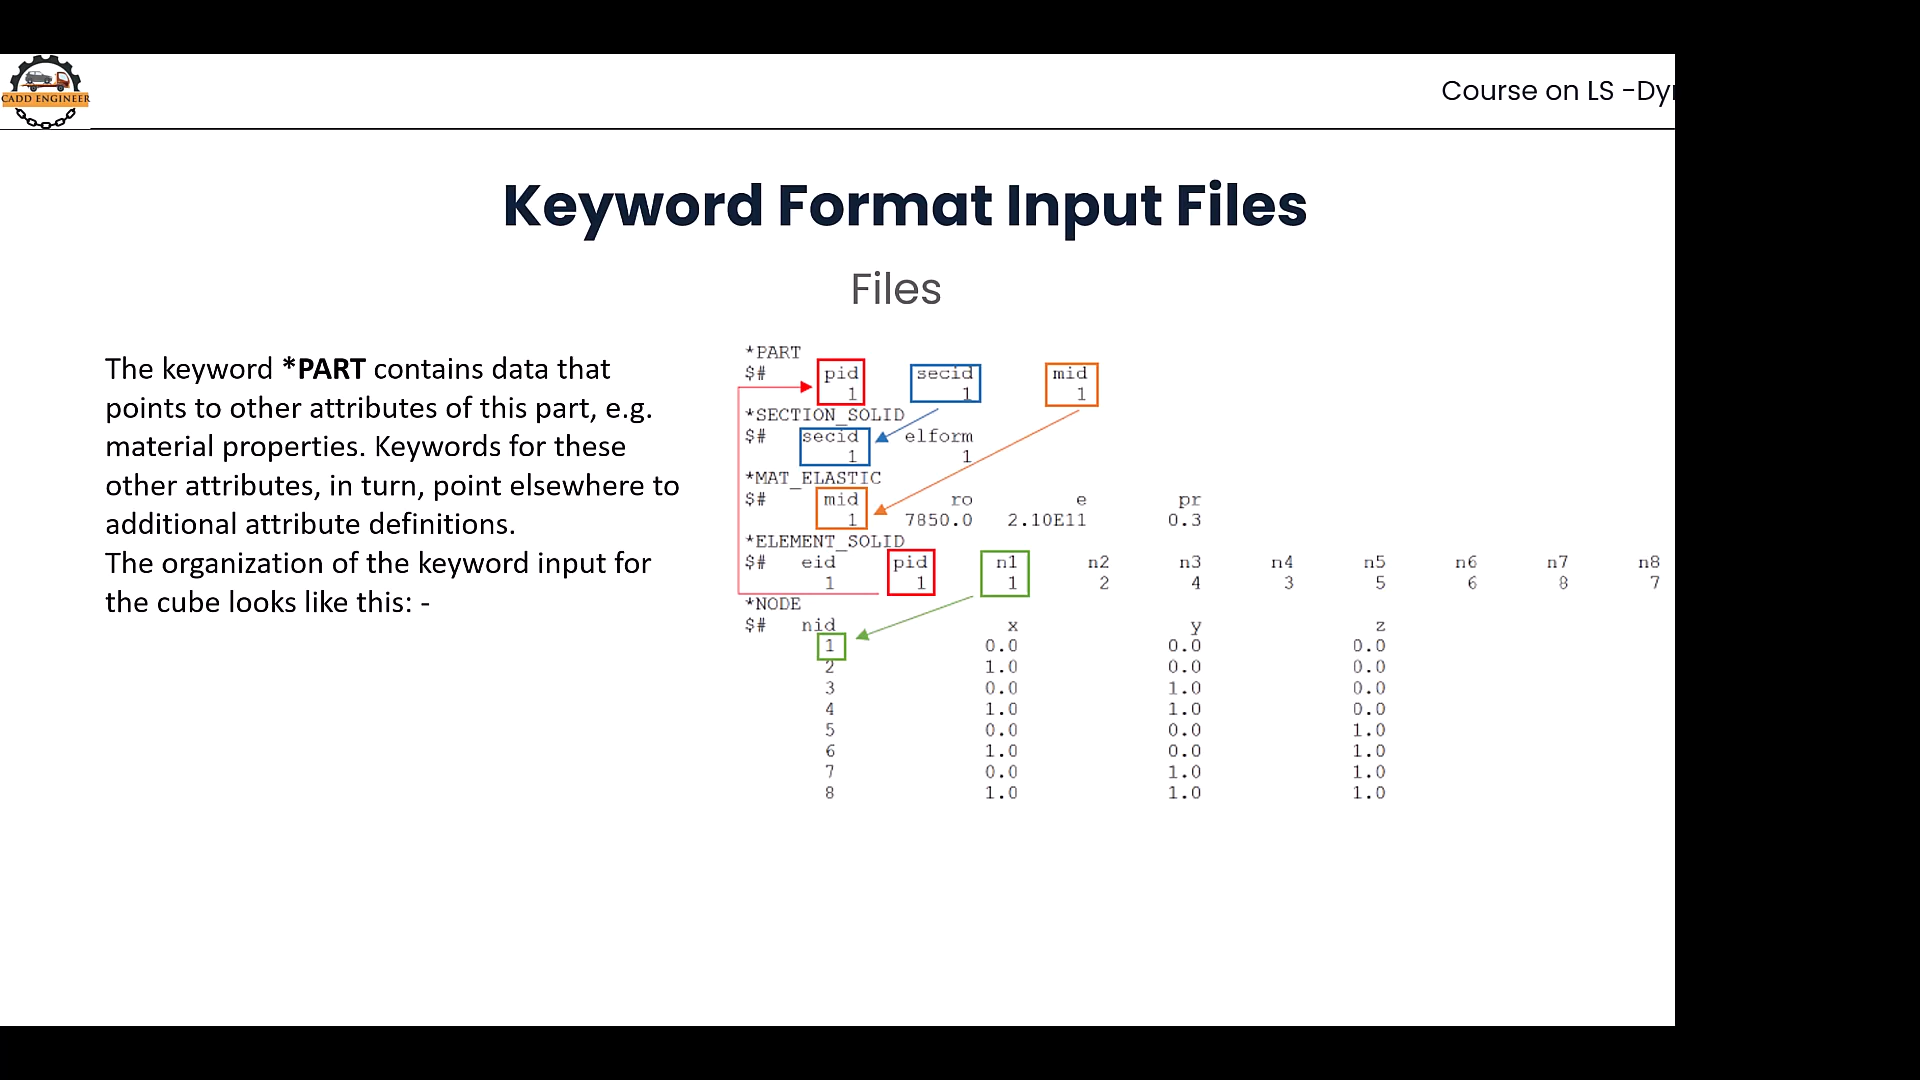 CADD ENGINEER
Course on LS -Dyn
Keyword Format Input Files
Files
The keyword *PART contains data that
points to other attributes of this part, e.g.
material properties. Keywords for these
other attributes, in turn, point elsewhere to
additional attribute definitions.
The organization of the keyword input for
the cube looks like this: -
*PART
$# pid secid mid
1 1 1
*SECTION_SOLID
$# secid elform
1 1
*MAT_ELASTIC
$# mid ro e pr
1 7850.0 2.10E11 0.3
*ELEMENT_SOLID
$# eid pid n1 n2 n3 n4 n5 n6 n7 n8
1 1 1 2 4 3 5 6 8 7
*NODE
$# nid x y z
1 0.0 0.0 0.0
2 1.0 0.0 0.0
3 0.0 1.0 0.0
4 1.0 1.0 0.0
5 0.0 0.0 1.0
6 1.0 0.0 1.0
7 0.0 1.0 1.0
8 1.0 1.0 1.0